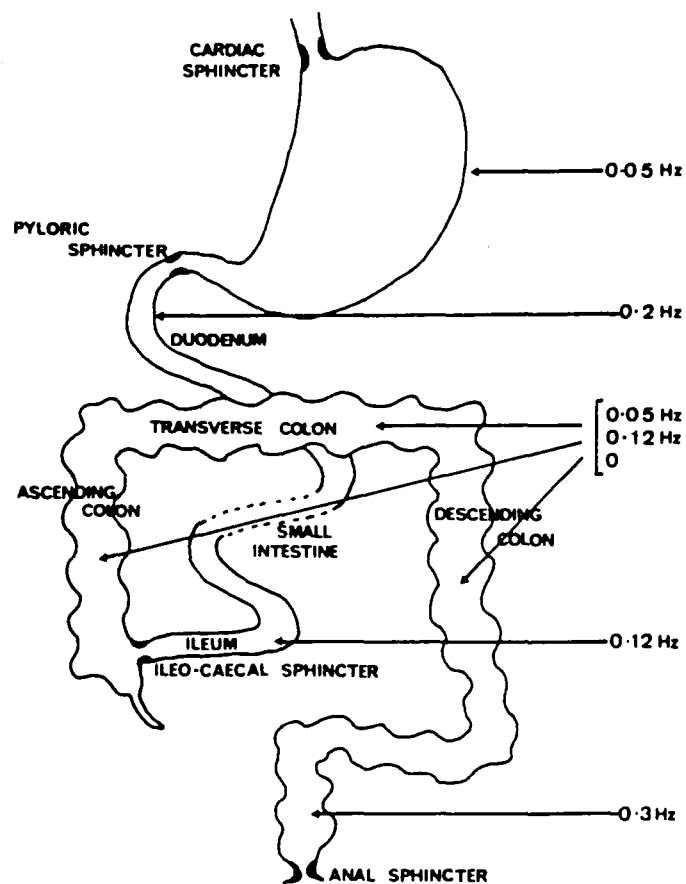 CARDIAC
SPHINCTER
0·05 Hz
PYLORIC
SPHINCTER
0·2 Hz
DUODENUM
0·05 Hz
TRANSVERSE COLON
0·12 Hz
0
ASCENDING
COLON
DESCENDING
COLON
SMALL
INTESTINE
ILEUM
0·12 Hz
ILEO-CAECAL SPHINCTER
0·3 Hz
ANAL SPHINCTER